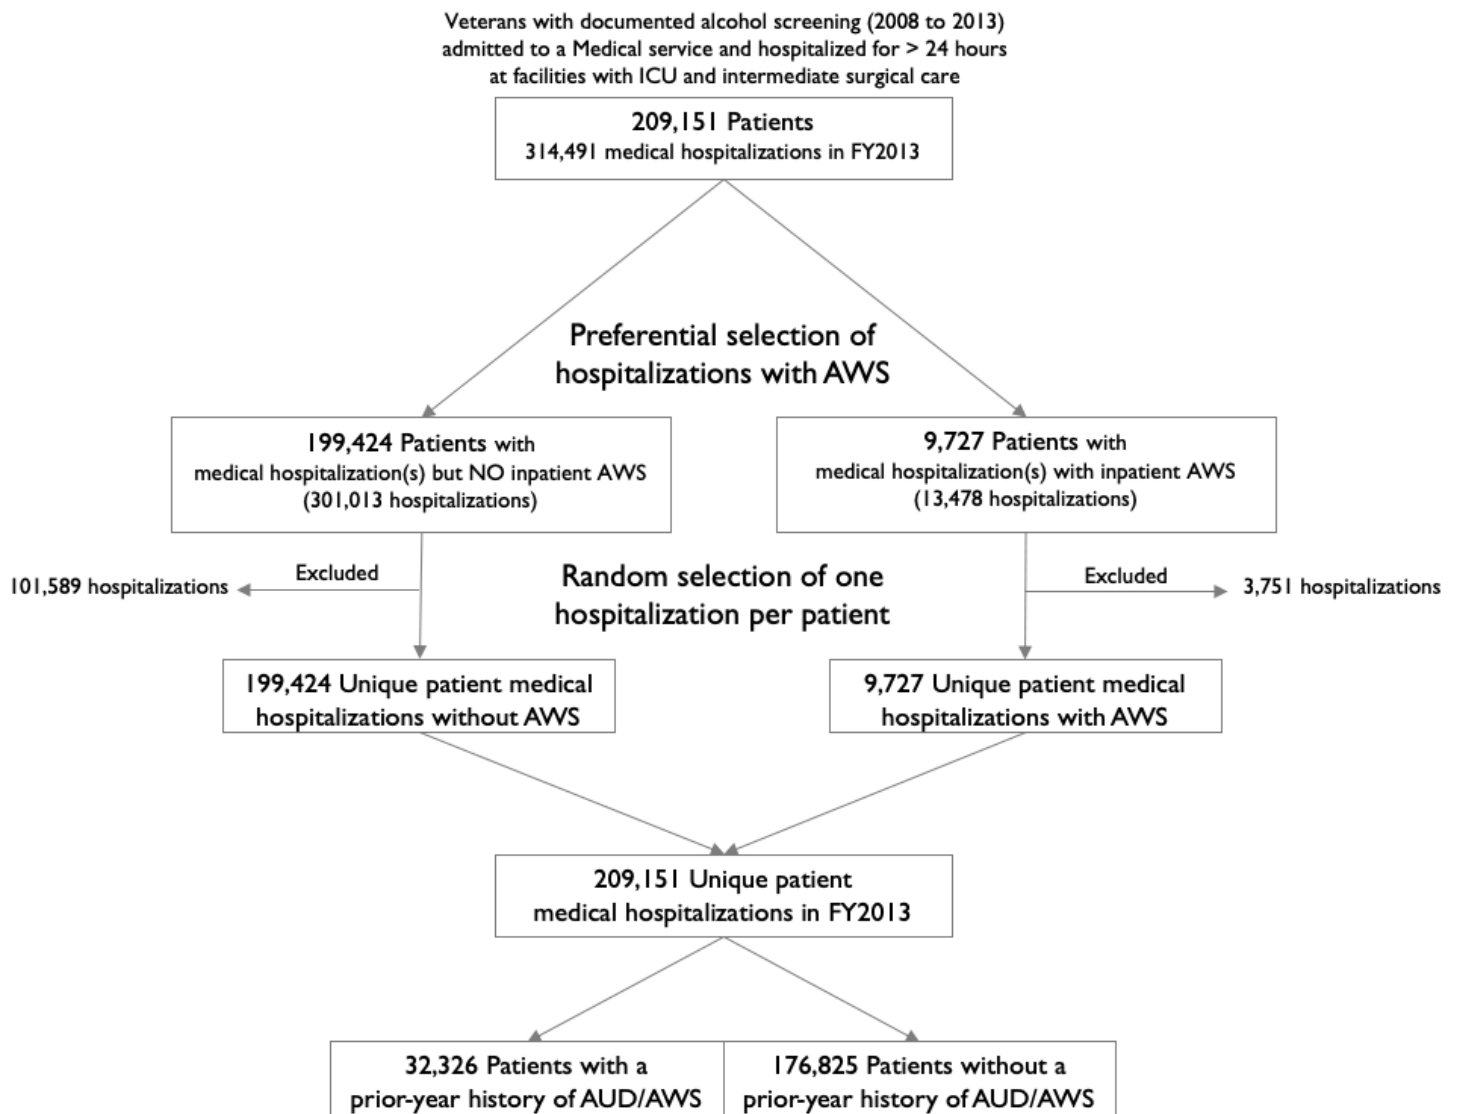 Veterans with documented alcohol screening (2008 to 2013)
admitted to a Medical service and hospitalized for > 24 hours
at facilities with ICU and intermediate surgical care
209,151 Patients
314,491 medical hospitalizations in FY2013
Preferential selection of
hospitalizations with AWS
199,424 Patients with
medical hospitalization(s) but NO inpatient AWS
(301,013 hospitalizations)
9,727 Patients with
medical hospitalization(s) with inpatient AWS
(13,478 hospitalizations)
101,589 hospitalizations
Excluded
Random selection of one
hospitalization per patient
Excluded
3,751 hospitalizations
199,424 Unique patient medical
hospitalizations without AWS
9,727 Unique patient medical
hospitalizations with AWS
209,151 Unique patient
medical hospitalizations in FY2013
32,326 Patients with a
prior-year history of AUD/AWS
176,825 Patients without a
prior-year history of AUD/AWS